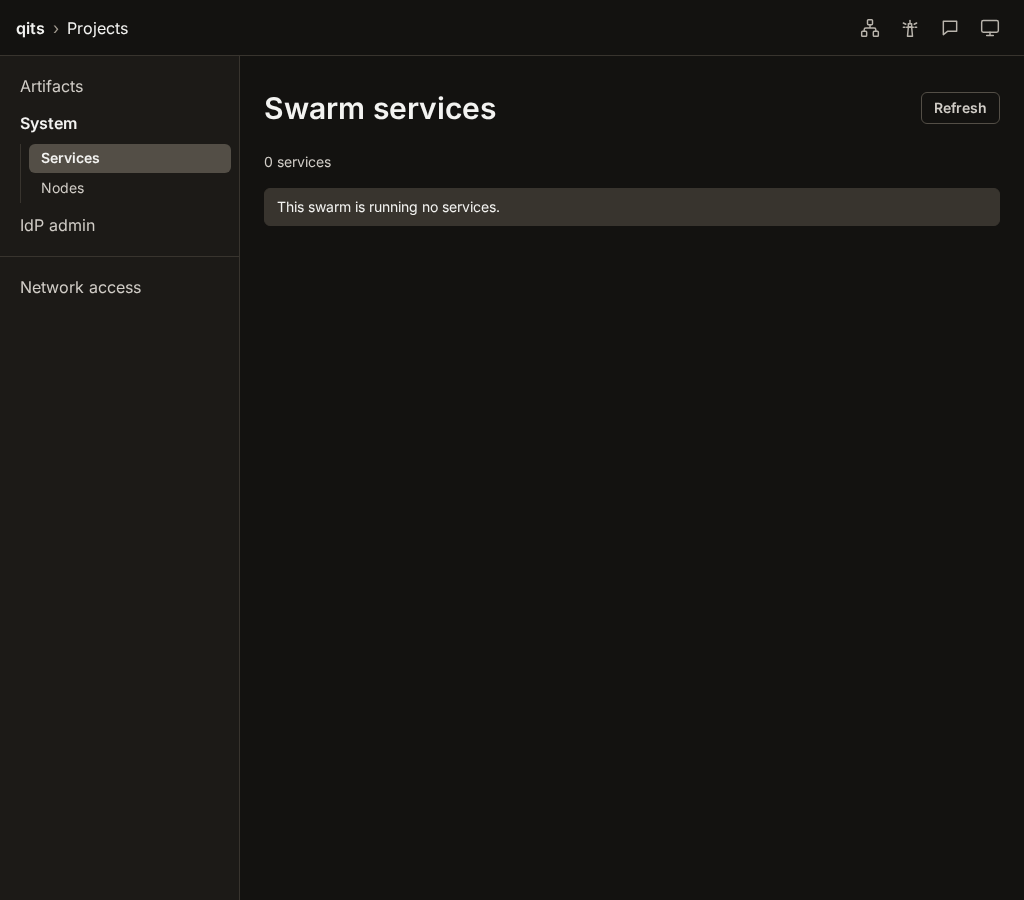 qits › Projects
Artifacts
System
Services
Nodes
IdP admin
Network access
Swarm services
Refresh
0 services
This swarm is running no services.